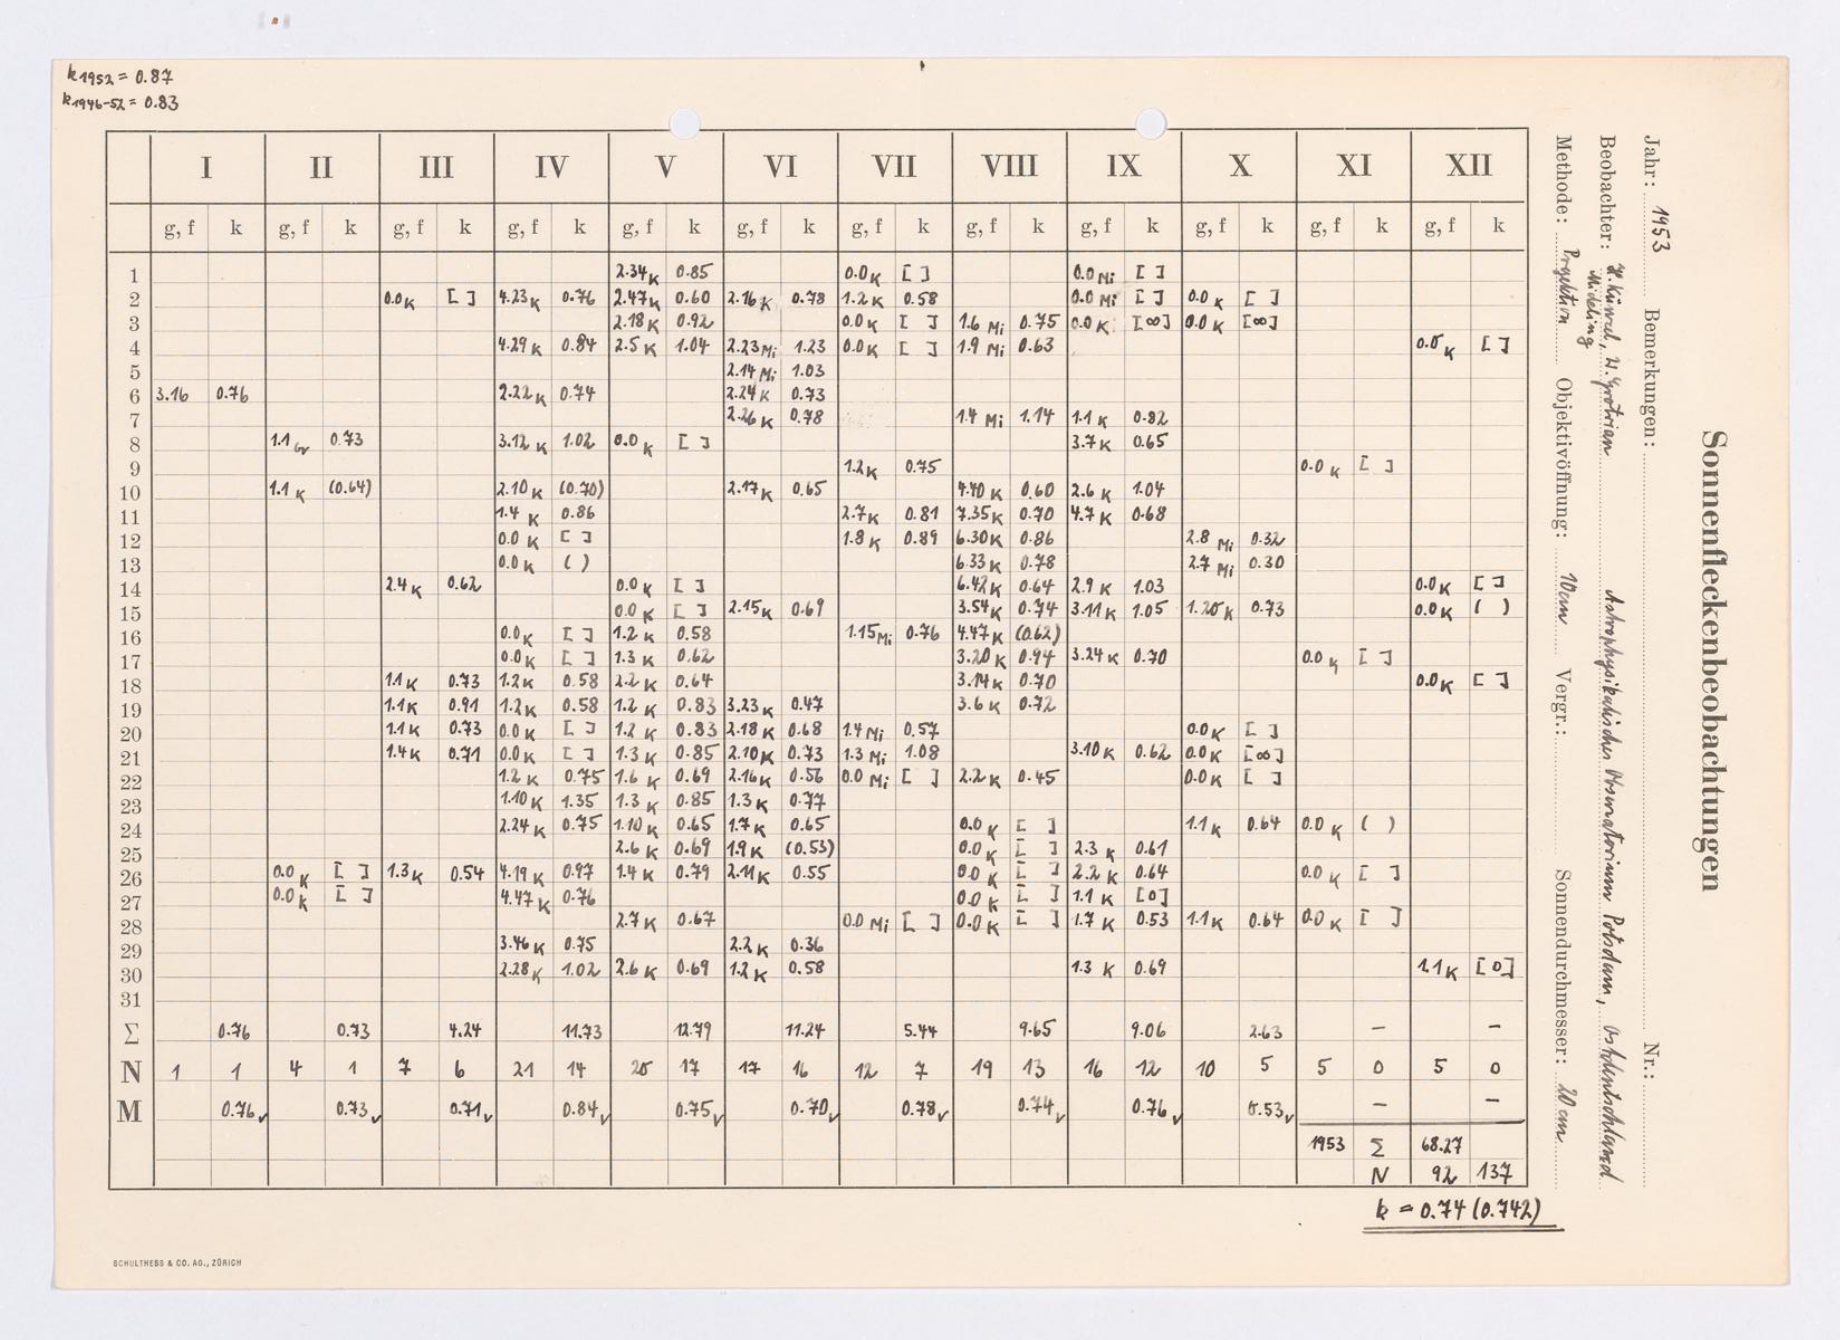 k1952 = 0.87
k1946-52 = 0.83
Sonnenfleckenbeobachtungen
Jahr: 1953 Bemerkungen: Nr.:
Beobachter: H. Künzel, W. Grotrian Astrophysikalisches Observatorium Potsdam, Ostdeutschland
Mideling
Methode: Projektion Objektivöffnung: 10cm Vergr.: Sonnendurchmesser: 20 cm
I II III IV V VI VII VIII IX X XI XII
g, f k g, f k g, f k g, f k g, f k g, f k g, f k g, f k g, f k g, f k g, f k g, f k
1 2.34 K 0.85 0.0 K [ ] 0.0 Mi [ ]
2 0.0 K [ ] 4.23 K 0.76 2.47 K 0.60 2.16 K 0.78 1.2 K 0.58 0.0 Mi [ ] 0.0 K [ ]
3 2.18 K 0.92 0.0 K [ ] 1.6 Mi 0.75 0.0 K [∞] 0.0 K [∞]
4 4.29 K 0.84 2.5 K 1.04 2.23 Mi 1.23 0.0 K [ ] 1.9 Mi 0.63 0.0 K [ ]
5 2.14 Mi 1.03
6 3.16 0.76 2.22 K 0.74 2.24 K 0.73
7 2.26 K 0.78 1.4 Mi 1.14 1.1 K 0.82
8 1.1 Gr 0.73 3.12 K 1.02 0.0 K [ ] 3.7 K 0.65
9 1.2 K 0.75 0.0 K [ ]
10 1.1 K (0.64) 2.10 K (0.70) 2.17 K 0.65 4.40 K 0.60 2.6 K 1.04
11 1.4 K 0.86 2.7 K 0.81 7.35 K 0.70 4.7 K 0.68
12 0.0 K [ ] 1.8 K 0.89 6.30 K 0.86 2.8 Mi 0.32
13 0.0 K ( ) 6.33 K 0.78 2.7 Mi 0.30
14 2.4 K 0.62 0.0 K [ ] 6.42 K 0.64 2.9 K 1.03 0.0 K [ ]
15 0.0 K [ ] 2.15 K 0.69 3.54 K 0.74 3.11 K 1.05 1.20 K 0.73 0.0 K ( )
16 0.0 K [ ] 1.2 K 0.58 1.15 Mi 0.76 4.47 K (0.62)
17 0.0 K [ ] 1.3 K 0.62 3.20 K 0.94 3.24 K 0.70 0.0 K [ ]
18 1.1 K 0.73 1.2 K 0.58 2.2 K 0.64 3.14 K 0.70 0.0 K [ ]
19 1.1 K 0.91 1.2 K 0.58 1.2 K 0.83 3.23 K 0.47 3.6 K 0.72
20 1.1 K 0.73 0.0 K [ ] 1.2 K 0.83 2.18 K 0.68 1.4 Mi 0.57 0.0 K [ ]
21 1.4 K 0.71 0.0 K [ ] 1.3 K 0.85 2.10 K 0.73 1.3 Mi 1.08 3.10 K 0.62 0.0 K [∞]
22 1.2 K 0.75 1.6 K 0.69 2.16 K 0.56 0.0 Mi [ ] 2.2 K 0.45 0.0 K [ ]
23 1.10 K 1.35 1.3 K 0.85 1.3 K 0.77
24 2.24 K 0.75 1.10 K 0.65 1.7 K 0.65 0.0 K [ ] 1.1 K 0.64 0.0 K ( )
25 2.6 K 0.69 1.9 K (0.53) 0.0 K [ ] 2.3 K 0.61
26 0.0 K [ ] 1.3 K 0.54 4.19 K 0.97 1.4 K 0.79 2.11 K 0.55 0.0 K [ ] 2.2 K 0.64 0.0 K [ ]
27 0.0 K [ ] 4.47 K 0.76 0.0 K [ ] 1.1 K [0]
28 2.7 K 0.67 0.0 Mi [ ] 0.0 K [ ] 1.7 K 0.53 1.1 K 0.64 0.0 K [ ]
29 3.46 K 0.75 2.2 K 0.36
30 2.28 K 1.02 2.6 K 0.69 1.2 K 0.58 1.3 K 0.69 1.1 K [0]
31
Σ 0.76 0.73 4.24 11.73 12.79 11.24 5.44 9.65 9.06 2.63 – –
N 1 1 4 1 7 6 21 14 20 17 17 16 12 7 19 13 16 12 10 5 5 0 5 0
M 0.76 0.73 0.71 0.84 0.75 0.70 0.78 0.74 0.76 0.53 – –
1953 Σ 68.27
N 92 137
k = 0.74 (0.742)
SCHULTHESS & CO. AG., ZÜRICH